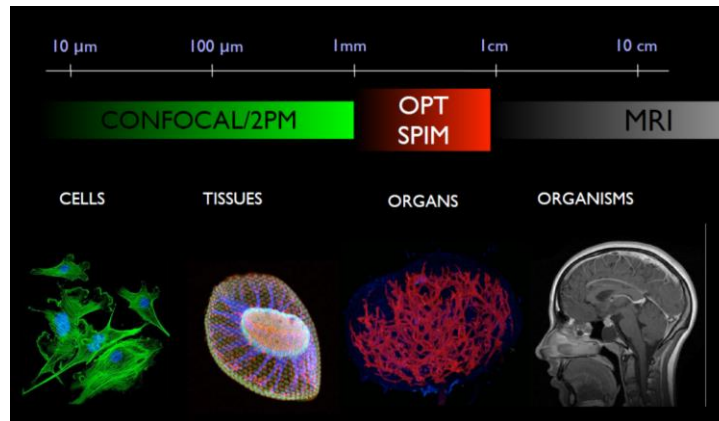 10 μm 100 μm 1mm 1cm 10 cm
CONFOCAL/2PM
OPT
SPIM
MRI
CELLS TISSUES ORGANS ORGANISMS